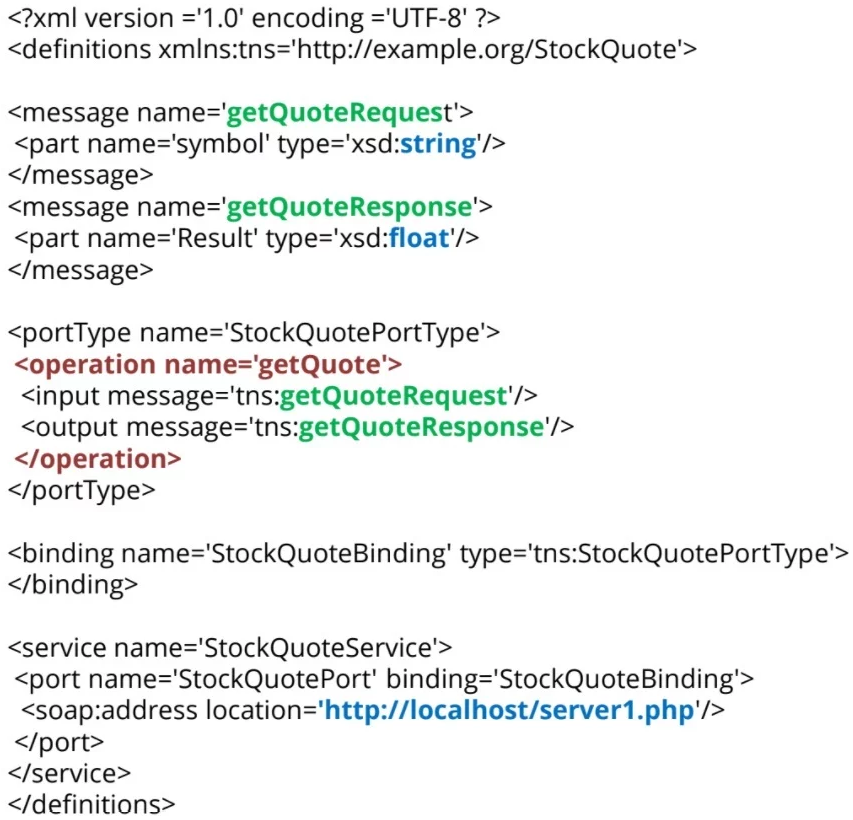 <?xml version ='1.0' encoding ='UTF-8' ?>
<definitions xmlns:tns='http://example.org/StockQuote'>
<message name='getQuoteRequest'>
<part name='symbol' type='xsd:string'/>
</message>
<message name='getQuoteResponse'>
<part name='Result' type='xsd:float'/>
</message>
<portType name='StockQuotePortType'>
<operation name='getQuote'>
<input message='tns:getQuoteRequest'/>
<output message='tns:getQuoteResponse'/>
</operation>
</portType>
<binding name='StockQuoteBinding' type='tns:StockQuotePortType'>
</binding>
<service name='StockQuoteService'>
<port name='StockQuotePort' binding='StockQuoteBinding'>
<soap:address location='http://localhost/server1.php'/>
</port>
</service>
</definitions>